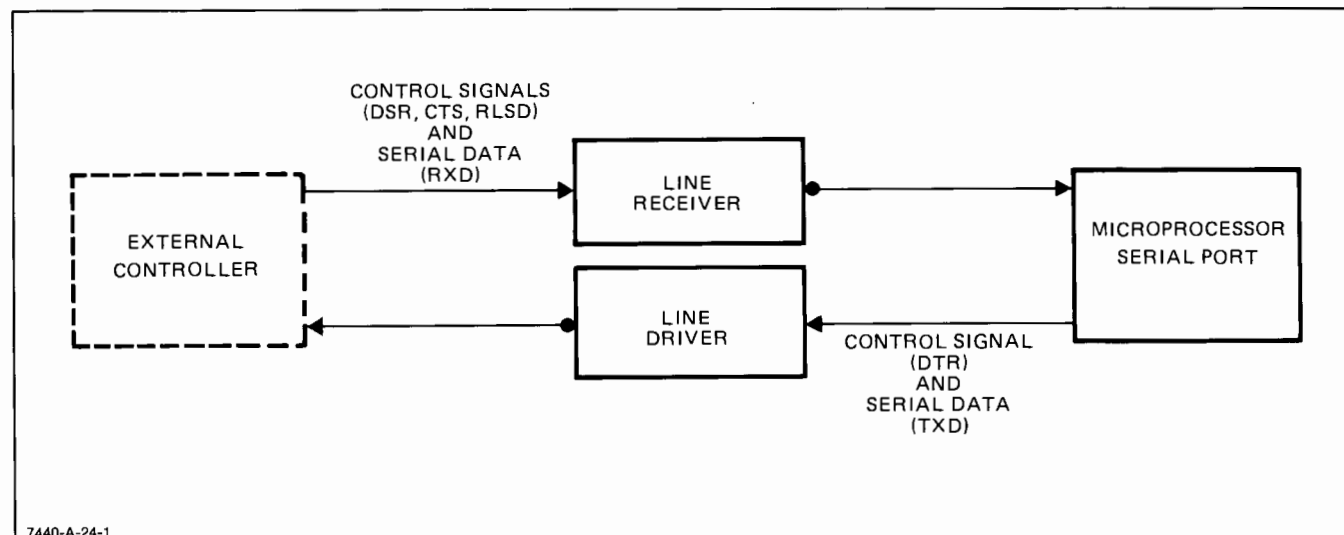 CONTROL SIGNALS
(DSR, CTS, RLSD)
AND
SERIAL DATA
(RXD)
EXTERNAL
CONTROLLER
LINE
RECEIVER
MICROPROCESSOR
SERIAL PORT
LINE
DRIVER
CONTROL SIGNAL
(DTR)
AND
SERIAL DATA
(TXD)
7440-A-24-1